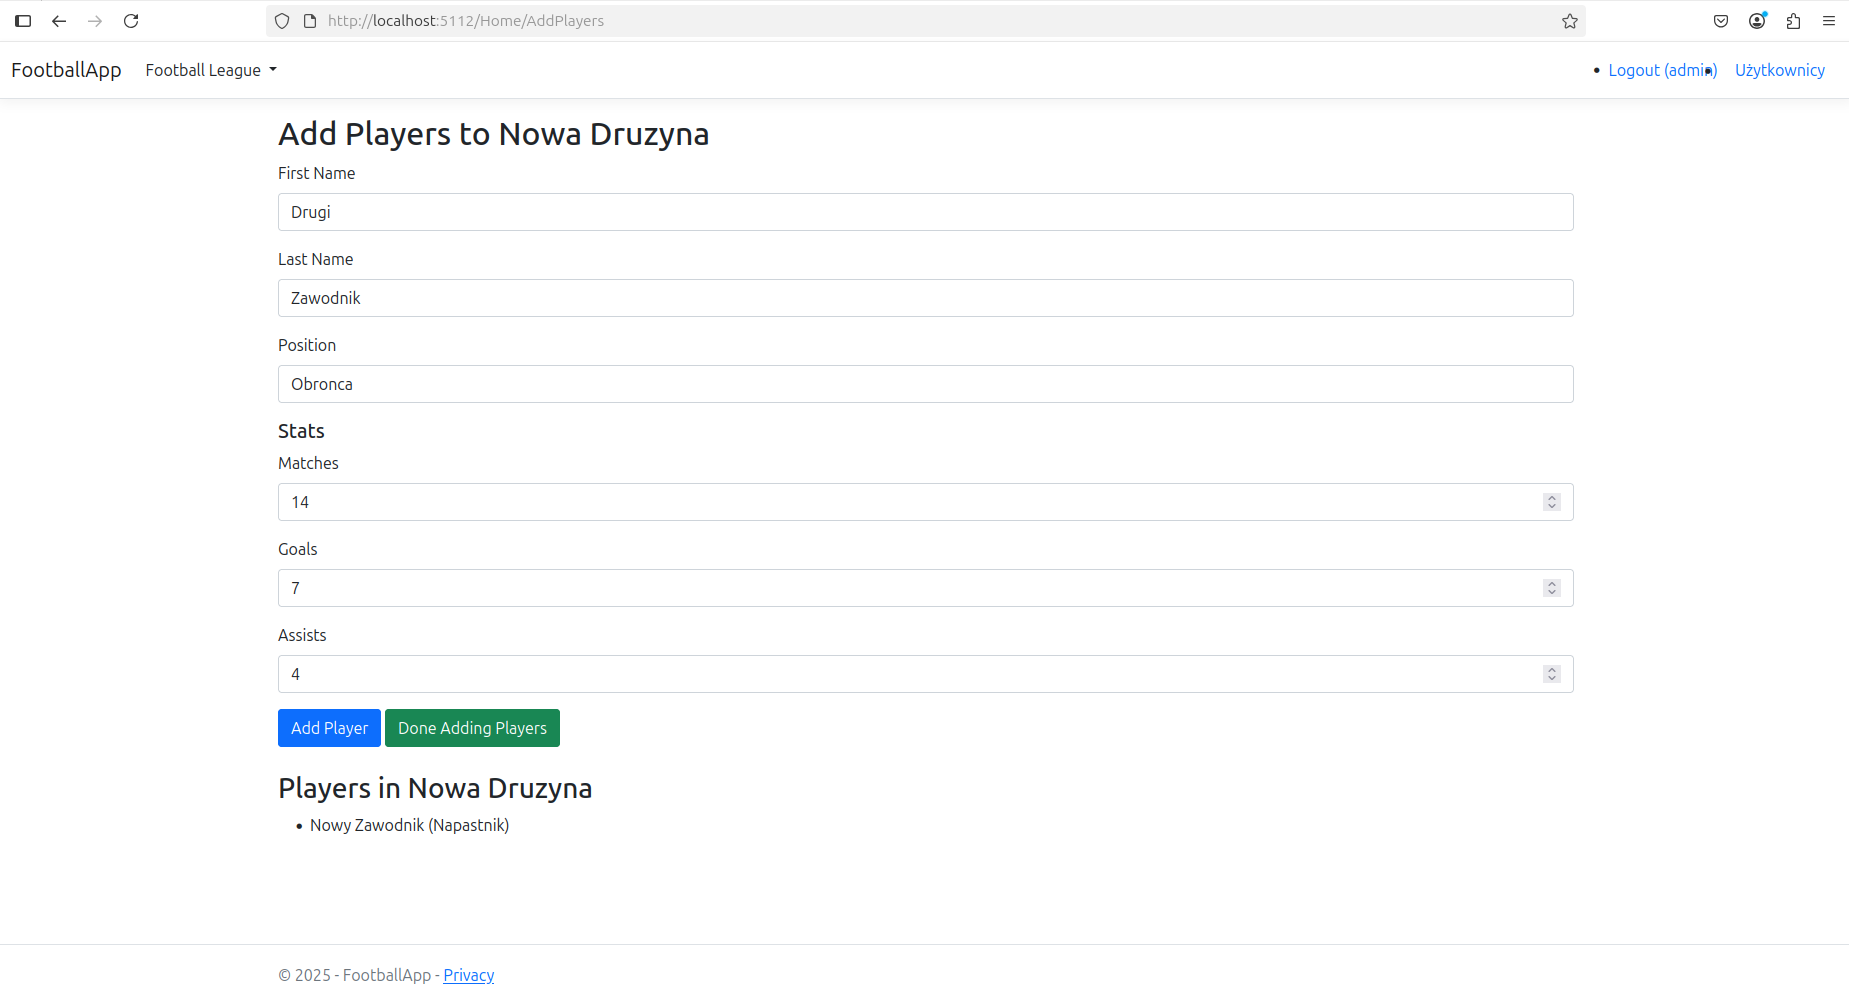 http://localhost:5112/Home/AddPlayers
FootballApp Football League • Logout (admin) • Użytkownicy
Add Players to Nowa Druzyna
First Name
Drugi
Last Name
Zawodnik
Position
Obronca
Stats
Matches
14
Goals
7
Assists
4
Add Player Done Adding Players
Players in Nowa Druzyna
• Nowy Zawodnik (Napastnik)
© 2025 - FootballApp - Privacy